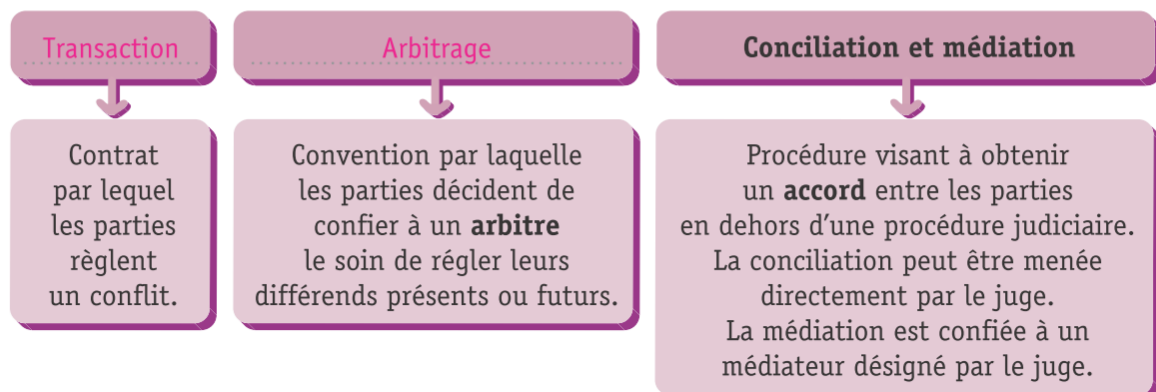 Transaction
Contrat
par lequel
les parties
règlent
un conflit.
Arbitrage
Convention par laquelle
les parties décident de
confier à un arbitre
le soin de régler leurs
différends présents ou futurs.
Conciliation et médiation
Procédure visant à obtenir
un accord entre les parties
en dehors d’une procédure judiciaire.
La conciliation peut être menée
directement par le juge.
La médiation est confiée à un
médiateur désigné par le juge.